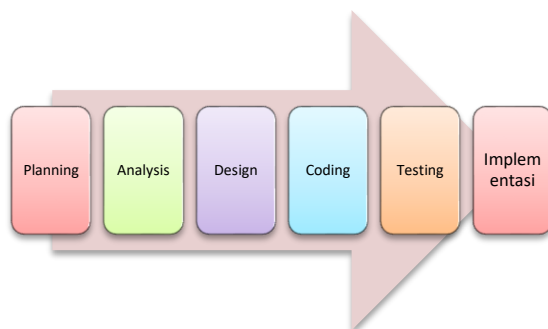 Planning
Analysis
Design
Coding
Testing
Implem
entasi